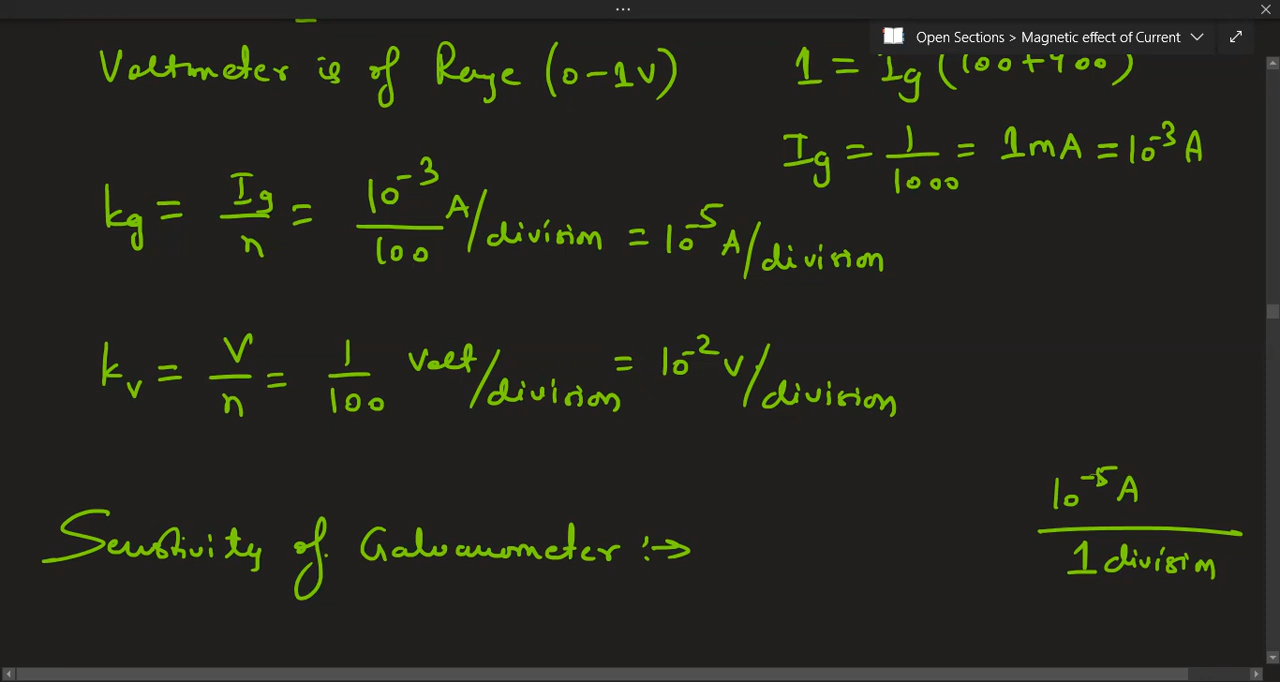 ...
Open Sections > Magnetic effect of Current
Voltmeter is of Range (0-1V)
1 = Ig (100+900)
Ig = 1/1000 = 1mA = 10⁻³ A
kg = Ig/n = 10⁻³/100 A/division = 10⁻⁵ A/division
kv = V/n = 1/100 Volt/division = 10⁻² V/division
10⁻⁵ A / 1 division
Senstivity of Galvanometer :→